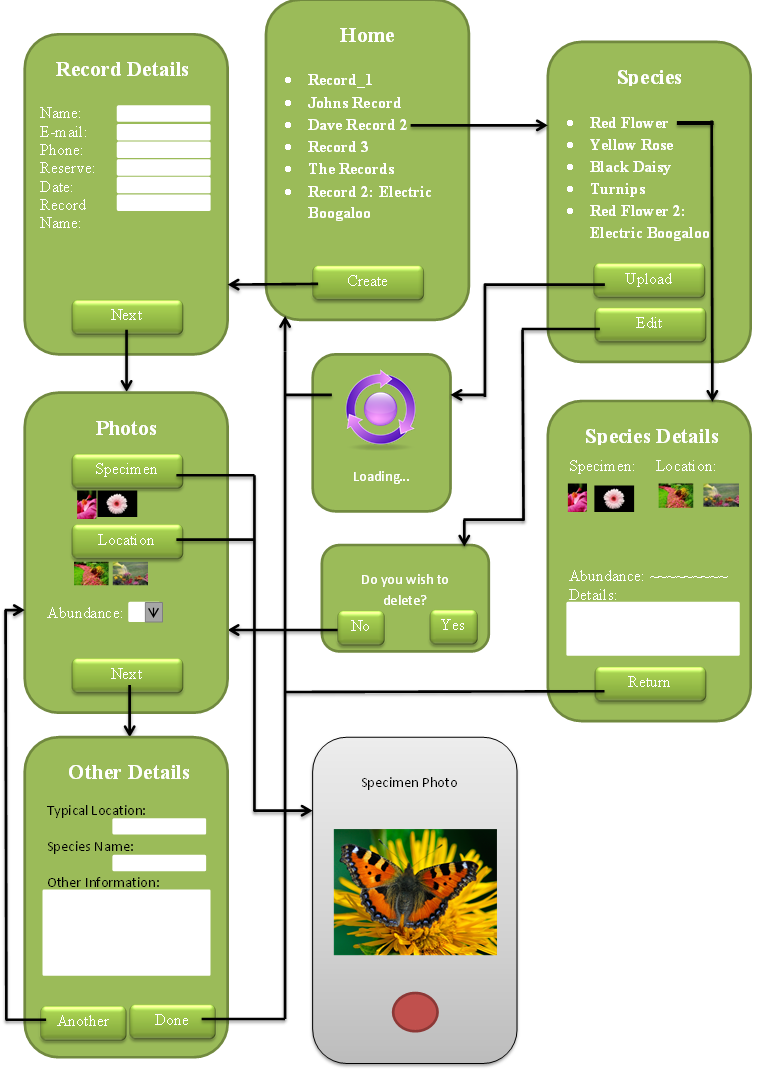 Home
Record_1
Johns Record
Dave Record 2
Record 3
The Records
Record 2: Electric
Boogaloo
Create
Record Details
Name:
E-mail:
Phone:
Reserve:
Date:
Record
Name:
Next
Species
Red Flower
Yellow Rose
Black Daisy
Turnips
Red Flower 2:
Electric Boogaloo
Upload
Edit
Loading...
Photos
Specimen
Location
Abundance:
Next
Species Details
Specimen: Location:
Abundance: ~~~~~~~~~
Details:
Return
Do you wish to
delete?
No Yes
Other Details
Typical Location:
Species Name:
Other Information:
Another Done
Specimen Photo